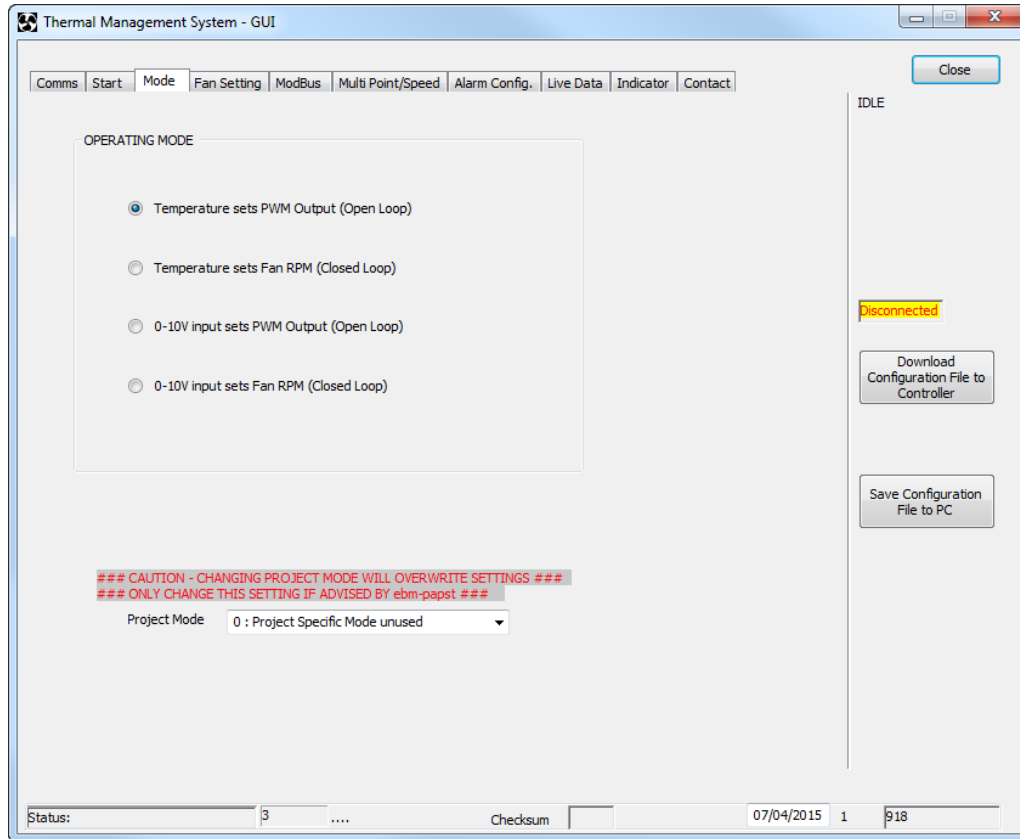 Thermal Management System - GUI
Close
Comms Start Mode Fan Setting ModBus Multi Point/Speed Alarm Config. Live Data Indicator Contact
IDLE
OPERATING MODE
Temperature sets PWM Output (Open Loop)
Temperature sets Fan RPM (Closed Loop)
0-10V input sets PWM Output (Open Loop)
0-10V input sets Fan RPM (Closed Loop)
Disconnected
Download
Configuration File to
Controller
Save Configuration
File to PC
### CAUTION - CHANGING PROJECT MODE WILL OVERWRITE SETTINGS ###
### ONLY CHANGE THIS SETTING IF ADVISED BY ebm-papst ###
Project Mode 0 : Project Specific Mode unused
Status: 3 .... Checksum 07/04/2015 1 918